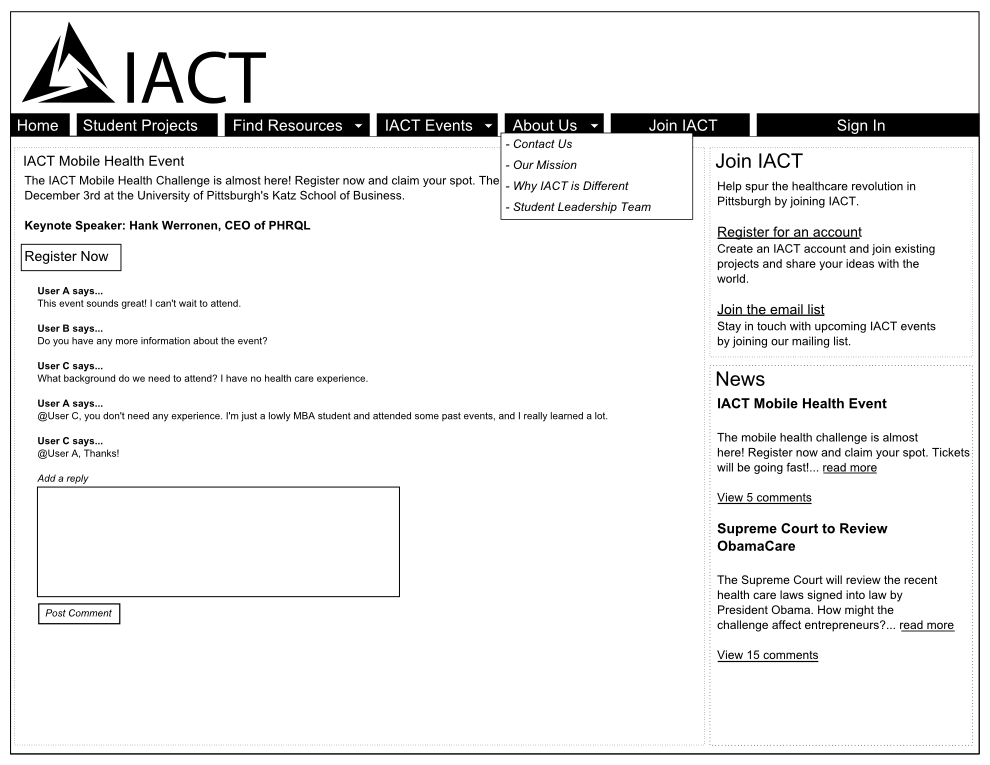 IACT
Home Student Projects Find Resources IACT Events About Us Join IACT Sign In
- Contact Us
- Our Mission
- Why IACT is Different
- Student Leadership Team
IACT Mobile Health Event
The IACT Mobile Health Challenge is almost here! Register now and claim your spot. The
December 3rd at the University of Pittsburgh's Katz School of Business.
Keynote Speaker: Hank Werronen, CEO of PHRQL
Register Now
User A says...
This event sounds great! I can't wait to attend.
User B says...
Do you have any more information about the event?
User C says...
What background do we need to attend? I have no health care experience.
User A says...
@User C, you don't need any experience. I'm just a lowly MBA student and attended some past events, and I really learned a lot.
User C says...
@User A, Thanks!
Add a reply
Post Comment
Join IACT
Help spur the healthcare revolution in
Pittsburgh by joining IACT.
Register for an account
Create an IACT account and join existing
projects and share your ideas with the
world.
Join the email list
Stay in touch with upcoming IACT events
by joining our mailing list.
News
IACT Mobile Health Event
The mobile health challenge is almost
here! Register now and claim your spot. Tickets
will be going fast!... read more
View 5 comments
Supreme Court to Review
ObamaCare
The Supreme Court will review the recent
health care laws signed into law by
President Obama. How might the
challenge affect entrepreneurs?... read more
View 15 comments